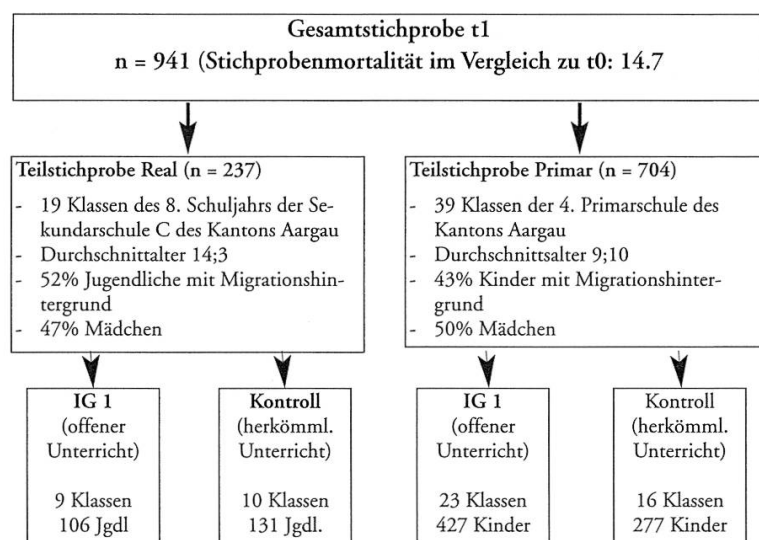 Gesamtstichprobe t1
n = 941 (Stichprobenmortalität im Vergleich zu t0: 14.7
Teilstichprobe Real (n = 237)
- 19 Klassen des 8. Schuljahrs der Se-
kundarschule C des Kantons Aargau
- Durchschnittalter 14;3
- 52% Jugendliche mit Migrationshin-
tergrund
- 47% Mädchen
Teilstichprobe Primar (n = 704)
- 39 Klassen der 4. Primarschule des
Kantons Aargau
- Durchschnittsalter 9;10
- 43% Kinder mit Migrationshinter-
grund
- 50% Mädchen
IG 1
(offener
Unterricht)
9 Klassen
106 Jgdl
Kontroll
(herkömml.
Unterricht)
10 Klassen
131 Jgdl.
IG 1
(offener
Unterricht)
23 Klassen
427 Kinder
Kontroll
(herkömml.
Unterricht)
16 Klassen
277 Kinder